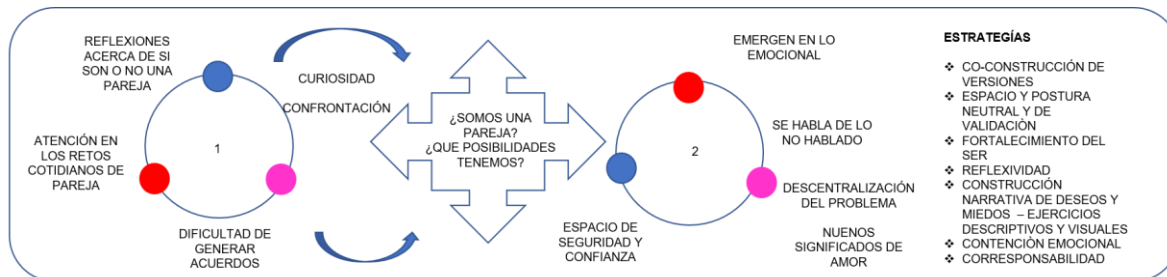 REFLEXIONES
ACERCA DE SI
SON O NO UNA
PAREJA
ATENCIÓN EN
LOS RETOS
COTIDIANOS DE
PAREJA
1
DIFICULTAD DE
GENERAR
ACUERDOS
CURIOSIDAD
CONFRONTACIÓN
¿SOMOS UNA
PAREJA?
¿QUE POSIBILIDADES
TENEMOS?
EMERGEN EN LO
EMOCIONAL
2
SE HABLA DE LO
NO HABLADO
DESCENTRALIZACIÓN
DEL PROBLEMA
NUENOS
SIGNIFICADOS DE
AMOR
ESPACIO DE
SEGURIDAD Y
CONFIANZA
ESTRATEGÍAS
❖ CO-CONSTRUCCIÓN DE
VERSIONES
❖ ESPACIO Y POSTURA
NEUTRAL Y DE
VALIDACIÒN
❖ FORTALECIMIENTO DEL
SER
❖ REFLEXIVIDAD
❖ CONSTRUCCIÓN
NARRATIVA DE DESEOS Y
MIEDOS – EJERCICIOS
DESCRIPTIVOS Y VISUALES
❖ CONTENCIÒN EMOCIONAL
❖ CORRESPONSABILIDAD